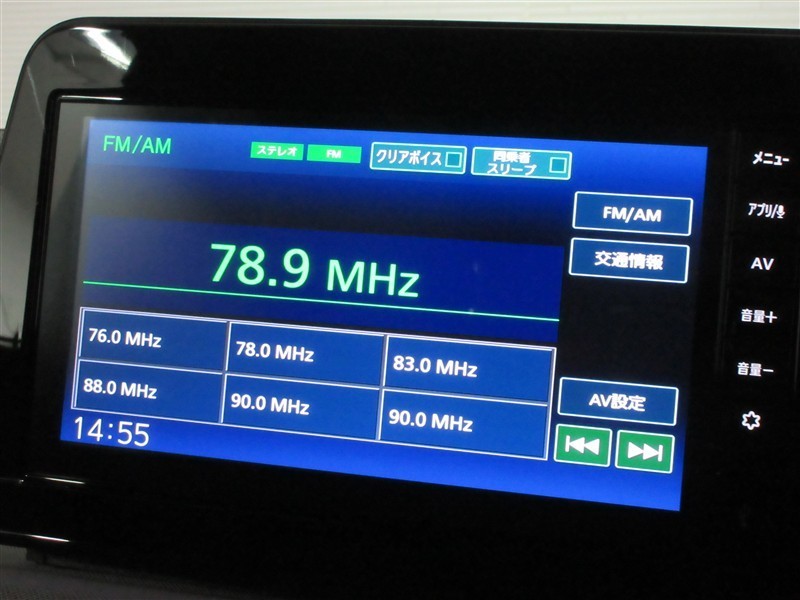 FM/AM
ステレオ
FM
クリアボイス
同乗者
スリープ
FM/AM
交通情報
78.9 MHz
76.0 MHz
78.0 MHz
83.0 MHz
88.0 MHz
90.0 MHz
90.0 MHz
AV設定
14:55
メニュー
アプリ/
AV
音量+
音量−